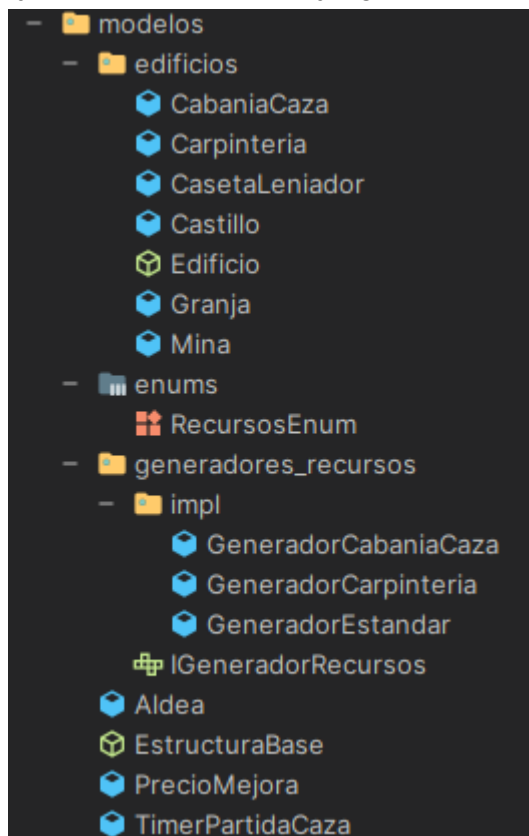 modelos
edificios
CabaniaCaza
Carpinteria
CasetaLeniador
Castillo
Edificio
Granja
Mina
enums
RecursosEnum
generadores_recursos
impl
GeneradorCabaniaCaza
GeneradorCarpinteria
GeneradorEstandar
IGeneradorRecursos
Aldea
EstructuraBase
PrecioMejora
TimerPartidaCaza